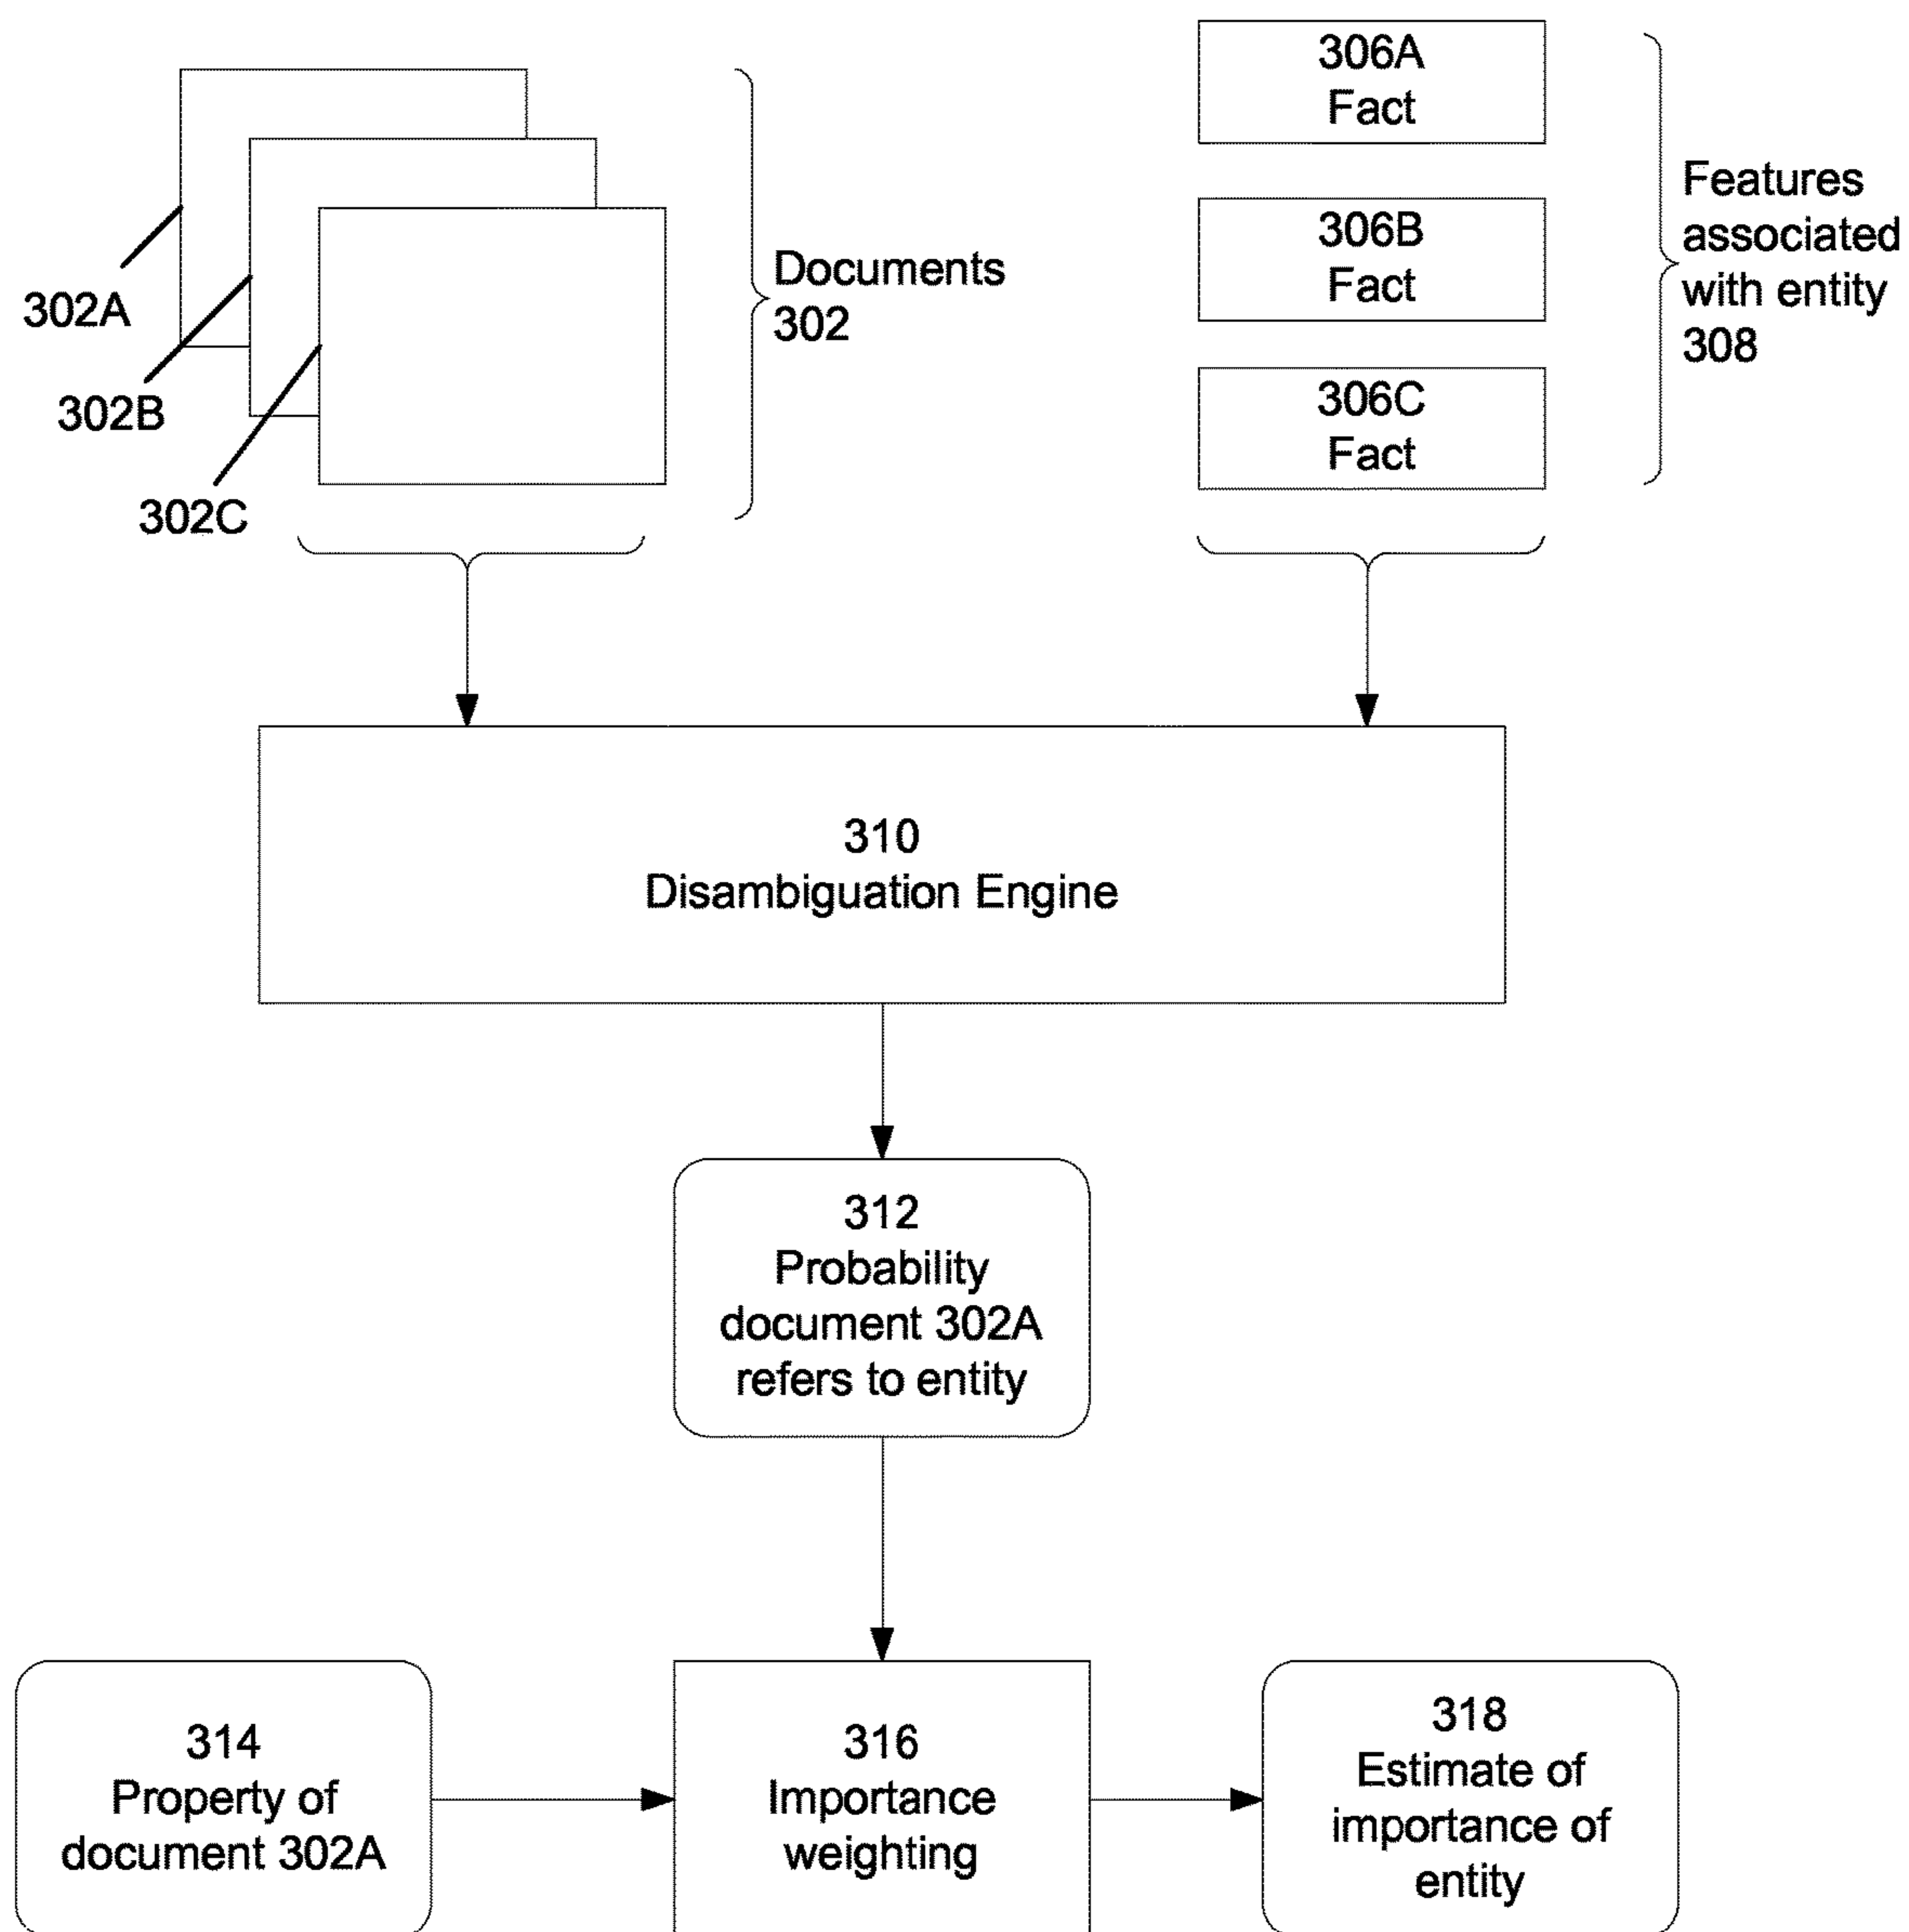 302A
302B
302C
Documents
302
306A
Fact
306B
Fact
306C
Fact
Features
associated
with entity
308
310
Disambiguation Engine
312
Probability
document 302A
refers to entity
314
Property of
document 302A
316
Importance
weighting
318
Estimate of
importance of
entity